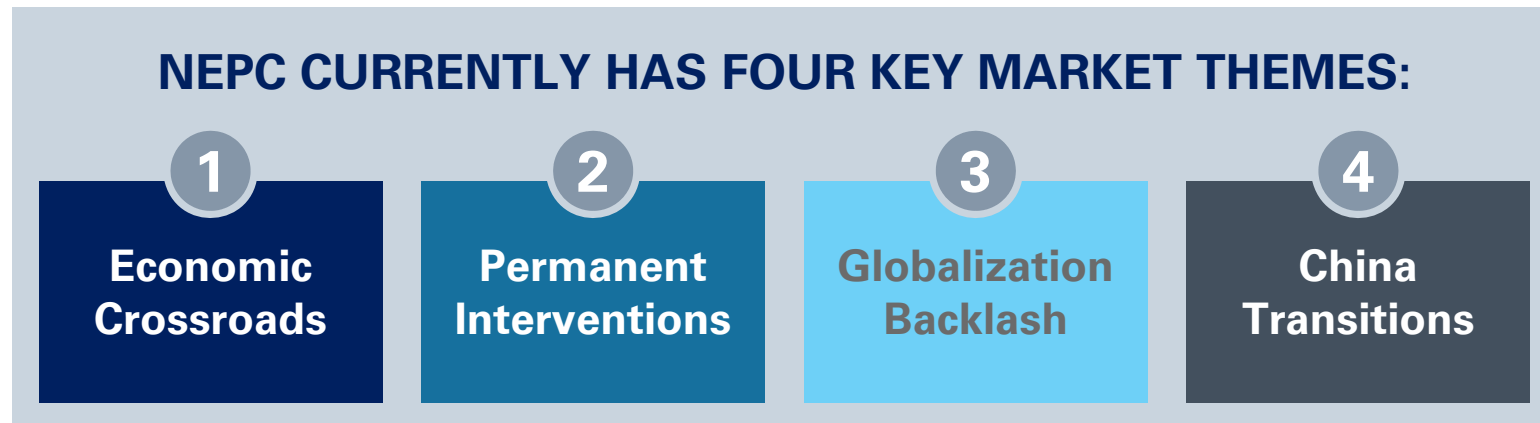 NEPC CURRENTLY HAS FOUR KEY MARKET THEMES:
1
Economic
Crossroads
2
Permanent
Interventions
3
Globalization
Backlash
4
China
Transitions